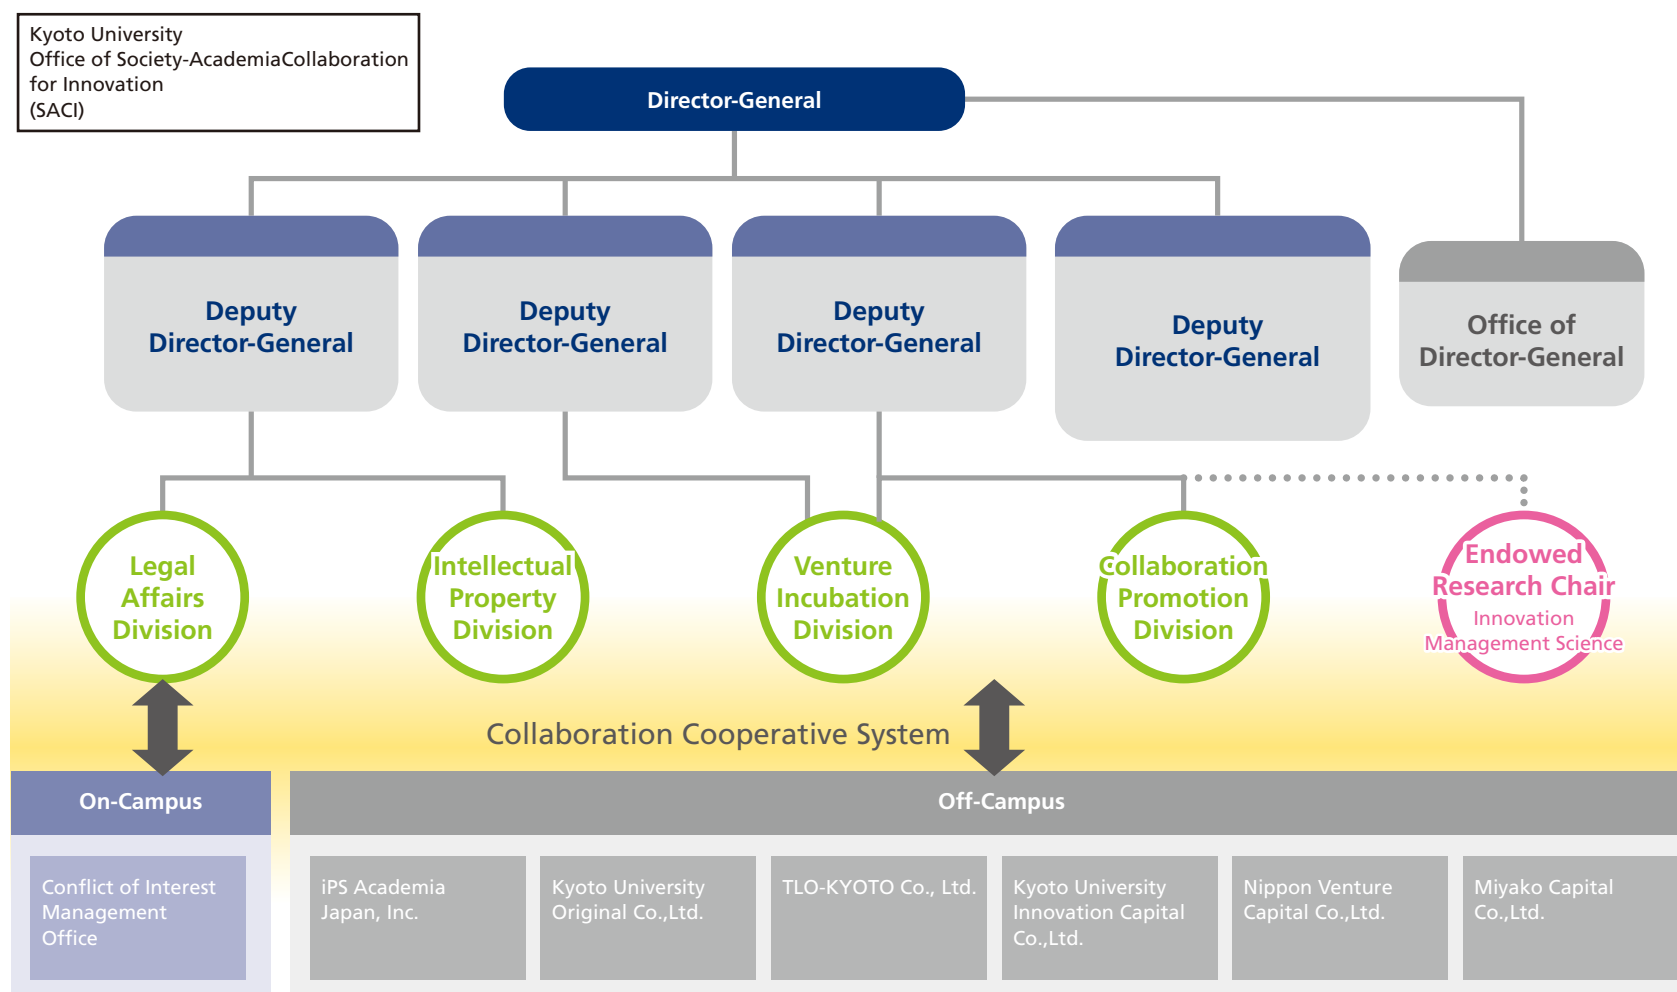 Kyoto University
Office of Society-AcademiaCollaboration
for Innovation
(SACI)
Director-General
Deputy
Director-General
Deputy
Director-General
Deputy
Director-General
Deputy
Director-General
Office of
Director-General
Legal
Affairs
Division
Intellectual
Property
Division
Venture
Incubation
Division
Collaboration
Promotion
Division
Endowed
Research Chair
Innovation
Management Science
Collaboration Cooperative System
On-Campus
Off-Campus
Conflict of Interest
Management
Office
iPS Academia
Japan, Inc.
Kyoto University
Original Co.,Ltd.
TLO-KYOTO Co., Ltd.
Kyoto University
Innovation Capital
Co.,Ltd.
Nippon Venture
Capital Co.,Ltd.
Miyako Capital
Co.,Ltd.